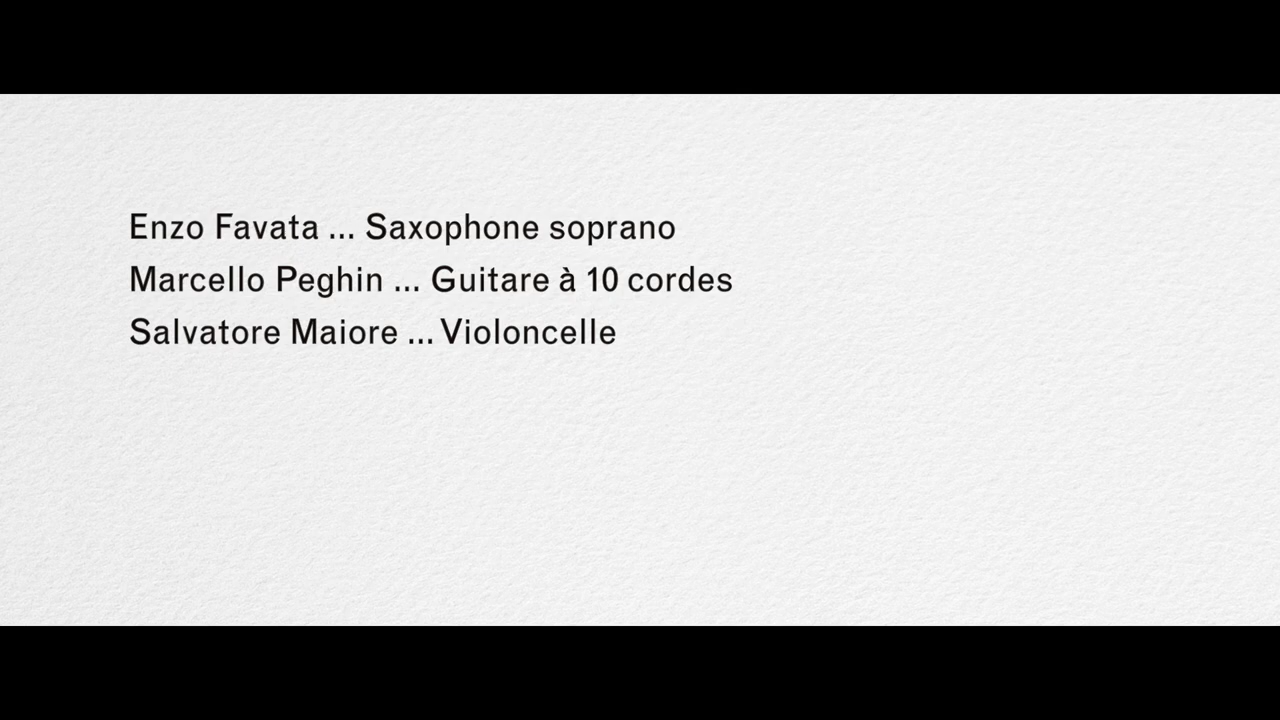 Enzo Favata ... Saxophone soprano
Marcello Peghin ... Guitare à 10 cordes
Salvatore Maiore ... Violoncelle